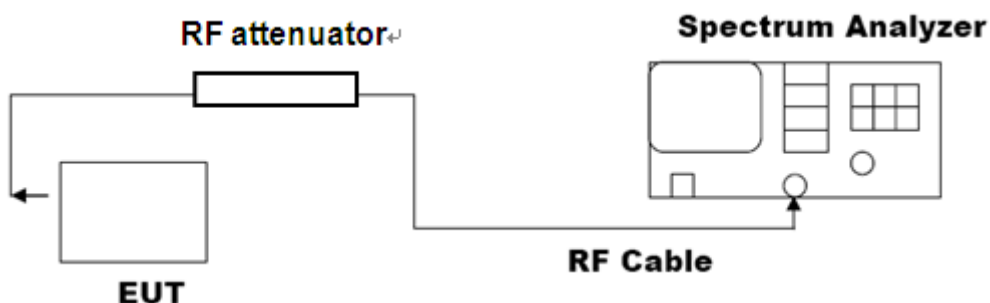 RF attenuator↵
Spectrum Analyzer
RF Cable
EUT